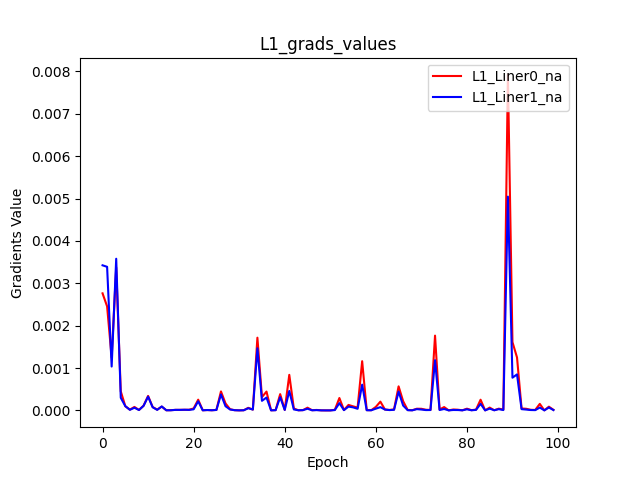 L1_grads_values
L1_Liner0_na
L1_Liner1_na
Gradients Value
0.008
0.007
0.006
0.005
0.004
0.003
0.002
0.001
0.000
0 20 40 60 80 100
Epoch